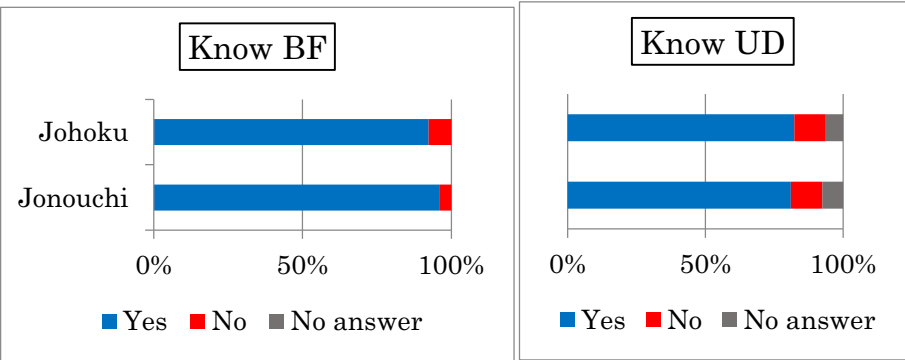 Know BF
Johoku
Jonouchi
0% 50% 100%
Yes No No answer
Know UD
0% 50% 100%
Yes No No answer